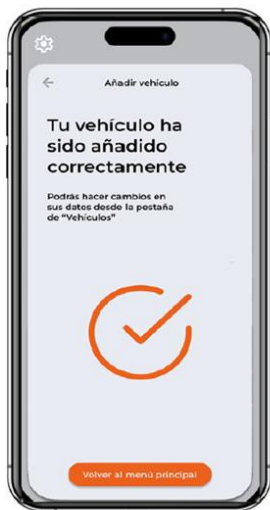 Añadir vehículo
Tu vehículo ha
sido añadido
correctamente
Podrás hacer cambios en
sus datos desde la pestaña
de “Vehículos”
Volver al menú principal